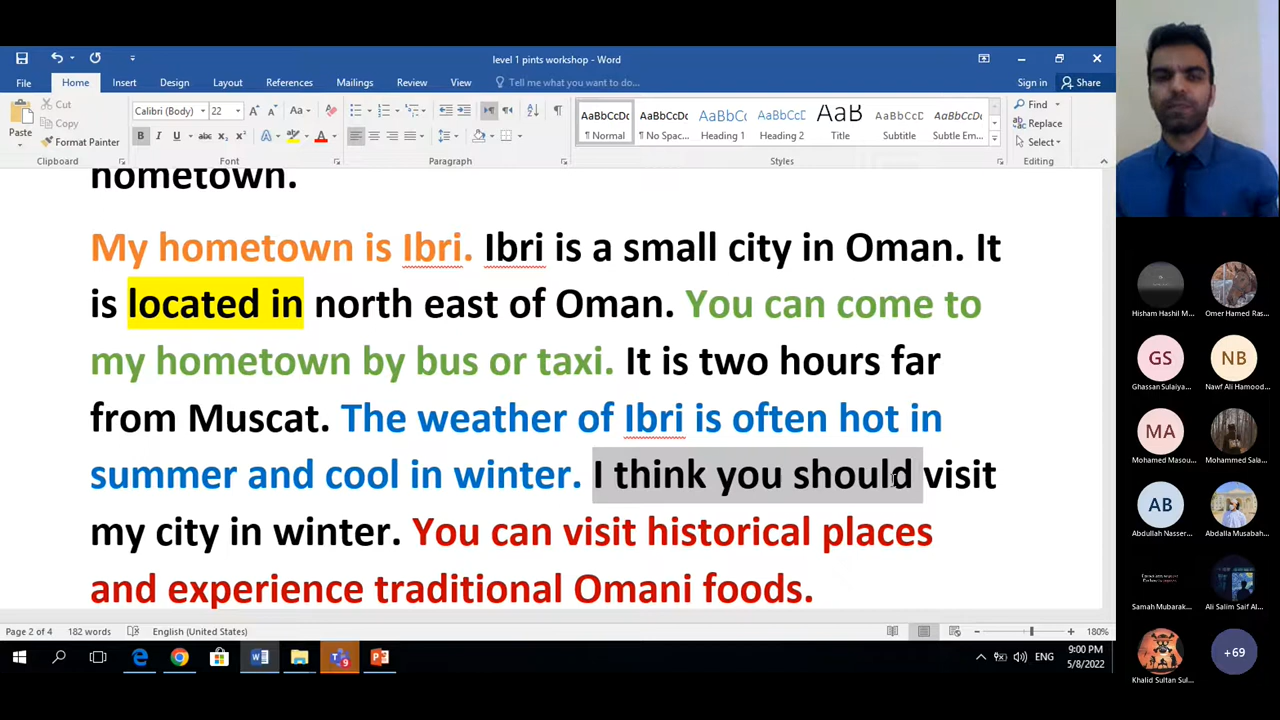 level 1 pints workshop - Word
File Home Insert Design Layout References Mailings Review View Tell me what you want to do... Sign in Share
Paste
Cut
Copy
Format Painter
Clipboard
Calibri (Body) 22
Font
Paragraph
AaBbCcDc AaBbCcDc AaBbCc AaBbCcD AaB AaBbCcD AaBbCcDc
¶ Normal ¶ No Spac... Heading 1 Heading 2 Title Subtitle Subtle Em...
Styles
Find
Replace
Select
Editing
hometown.
My hometown is Ibri. Ibri is a small city in Oman. It
is located in north east of Oman. You can come to
my hometown by bus or taxi. It is two hours far
from Muscat. The weather of Ibri is often hot in
summer and cool in winter. I think you should visit
my city in winter. You can visit historical places
and experience traditional Omani foods.
Page 2 of 4 182 words English (United States) 180%
ENG
9:00 PM
5/8/2022
Hisham Hashil M... Omer Hamed Ras...
GS NB
Ghassan Sulaiya... Nawf Ali Hamood...
MA
Mohamed Masou... Mohammed Sala...
AB
Abdullah Nasser... Abdalla Musabah...
Samah Mubarak... Ali Salim Saif Al...
+69
Khalid Sultan Sul...